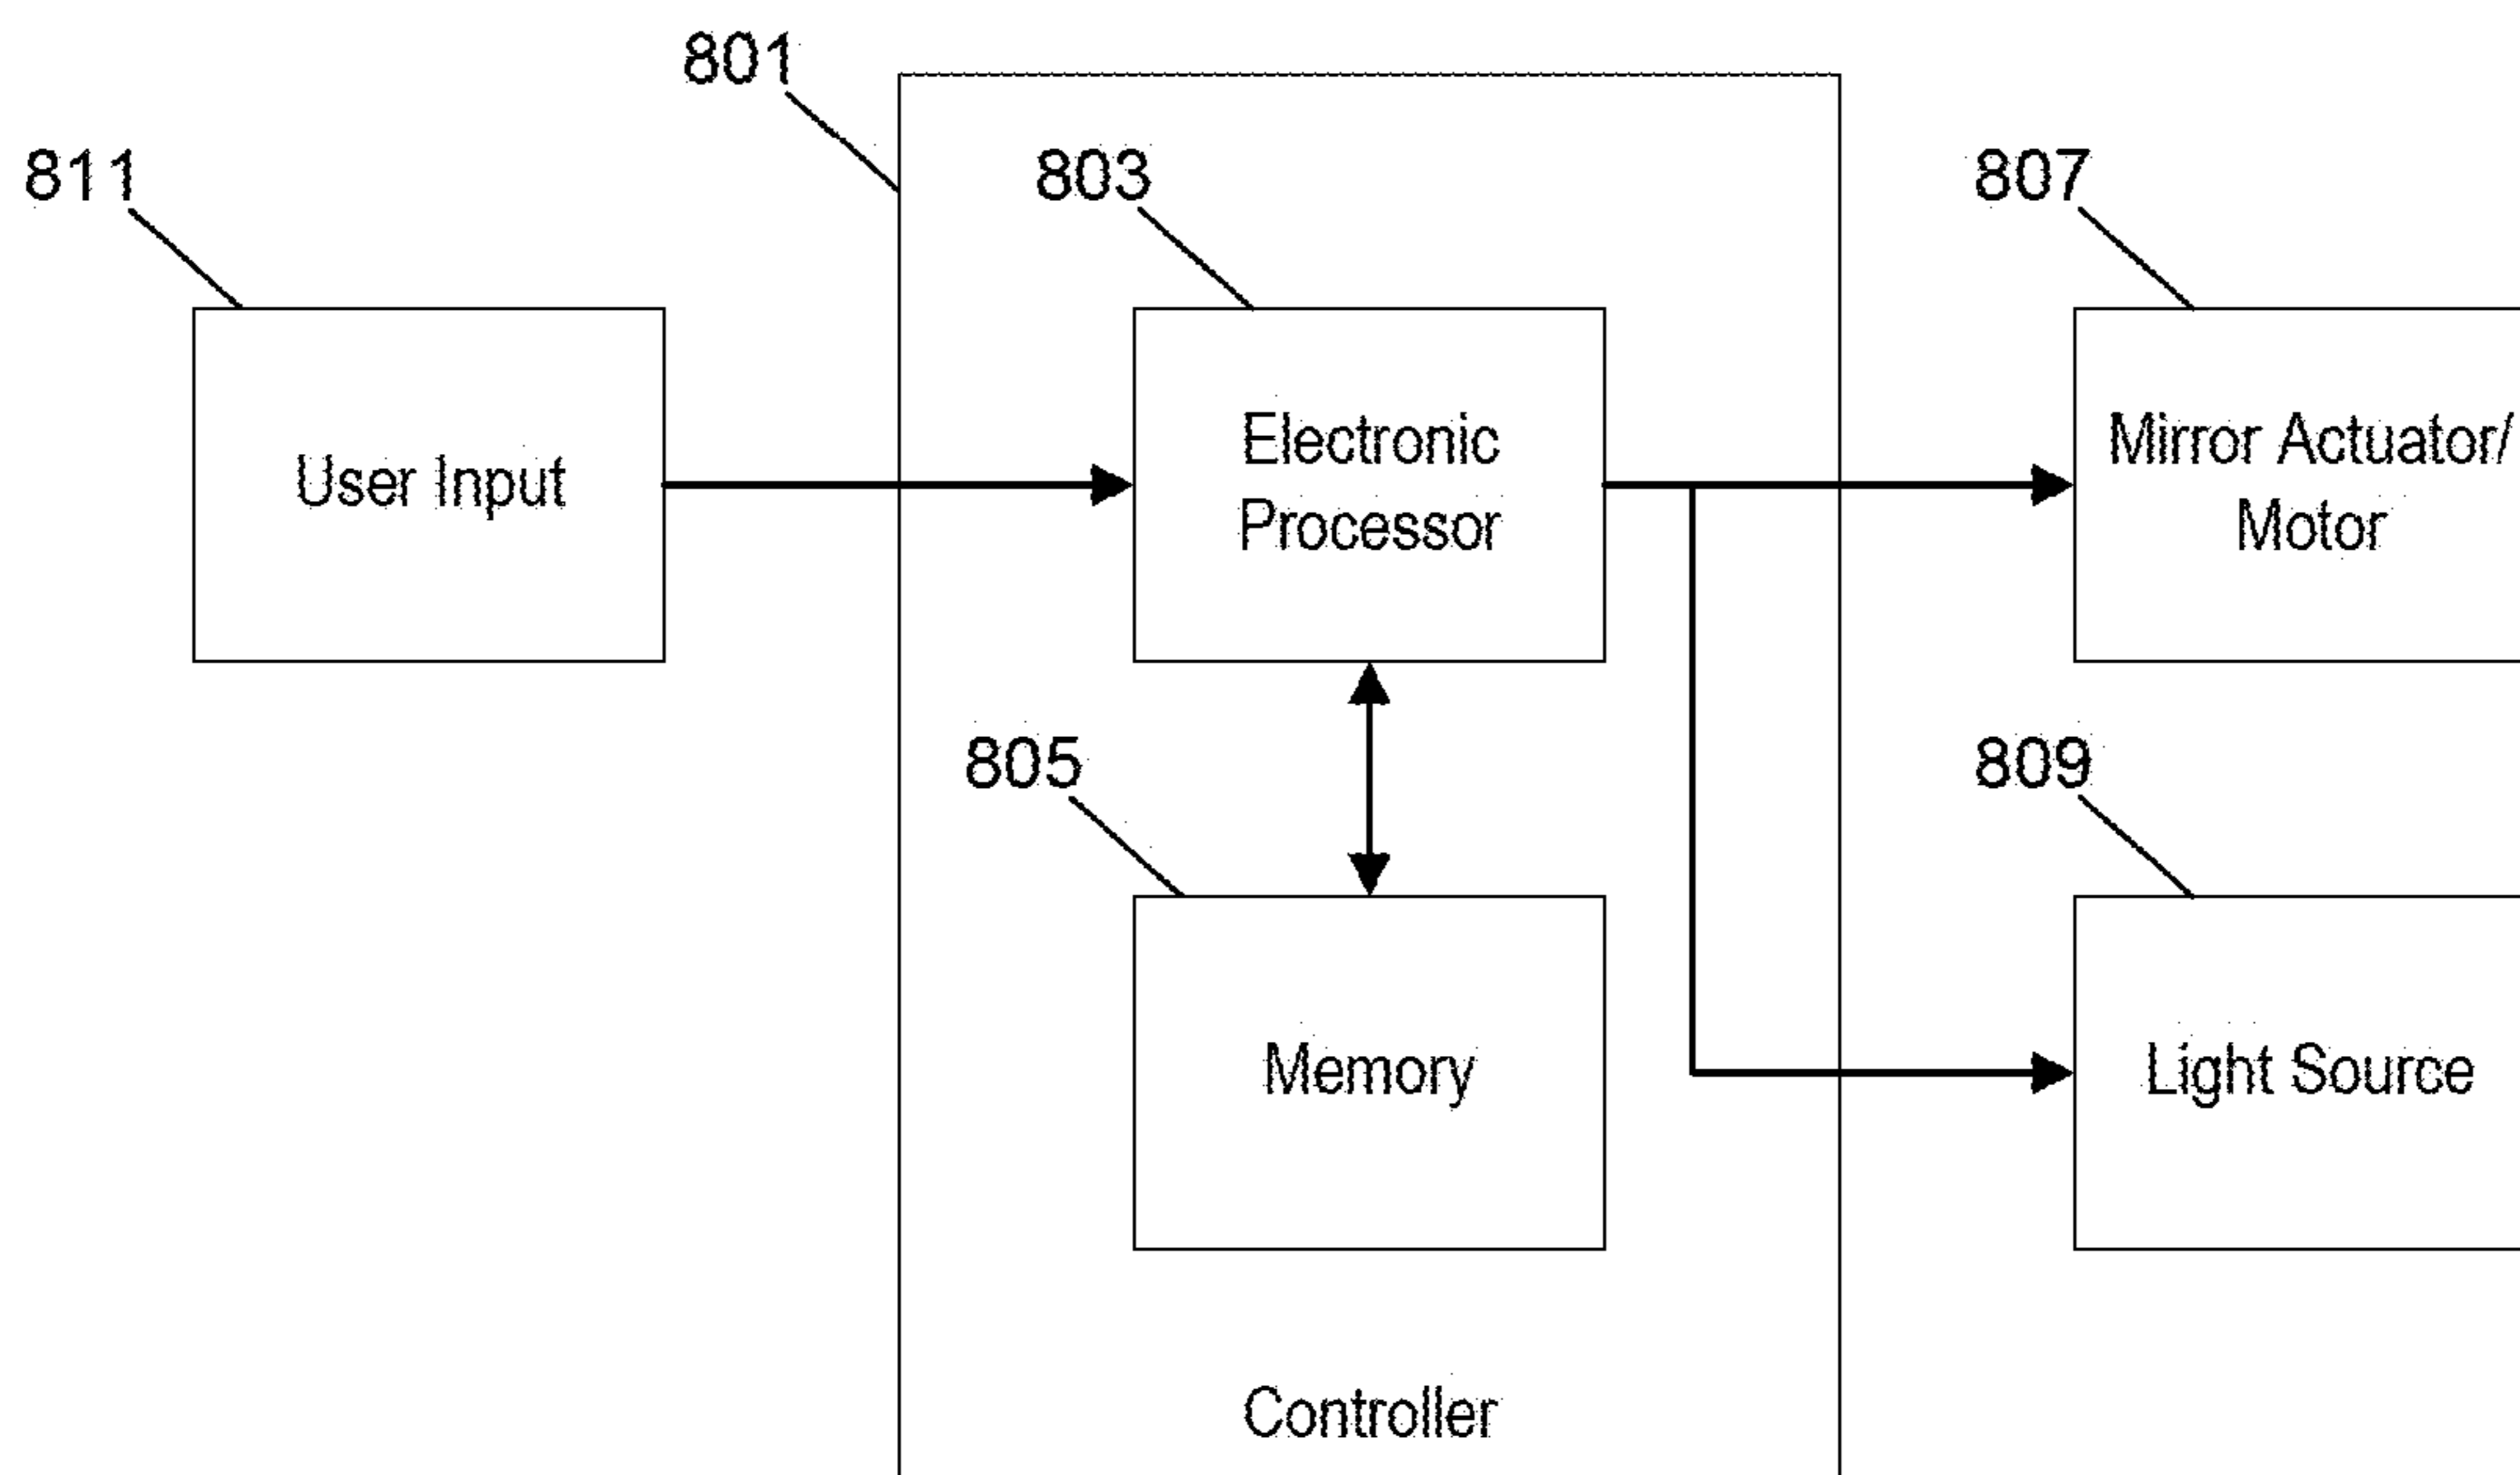 801
811
803
807
User Input
Electronic
Processor
Mirror Actuator/
Motor
805
809
Memory
Light Source
Controller